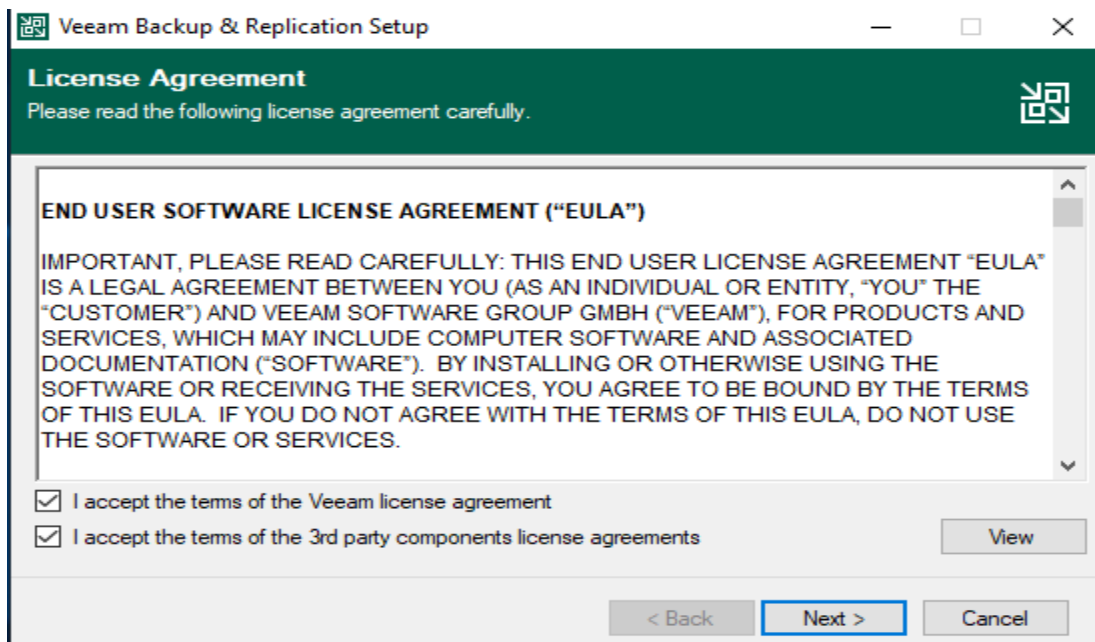 Veeam Backup & Replication Setup
License Agreement
Please read the following license agreement carefully.
END USER SOFTWARE LICENSE AGREEMENT (“EULA”)
IMPORTANT, PLEASE READ CAREFULLY: THIS END USER LICENSE AGREEMENT “EULA”
IS A LEGAL AGREEMENT BETWEEN YOU (AS AN INDIVIDUAL OR ENTITY, “YOU” THE
“CUSTOMER”) AND VEEAM SOFTWARE GROUP GMBH (“VEEAM”), FOR PRODUCTS AND
SERVICES, WHICH MAY INCLUDE COMPUTER SOFTWARE AND ASSOCIATED
DOCUMENTATION (“SOFTWARE”).  BY INSTALLING OR OTHERWISE USING THE
SOFTWARE OR RECEIVING THE SERVICES, YOU AGREE TO BE BOUND BY THE TERMS
OF THIS EULA.  IF YOU DO NOT AGREE WITH THE TERMS OF THIS EULA, DO NOT USE
THE SOFTWARE OR SERVICES.
I accept the terms of the Veeam license agreement
I accept the terms of the 3rd party components license agreements
View
< Back
Next >
Cancel